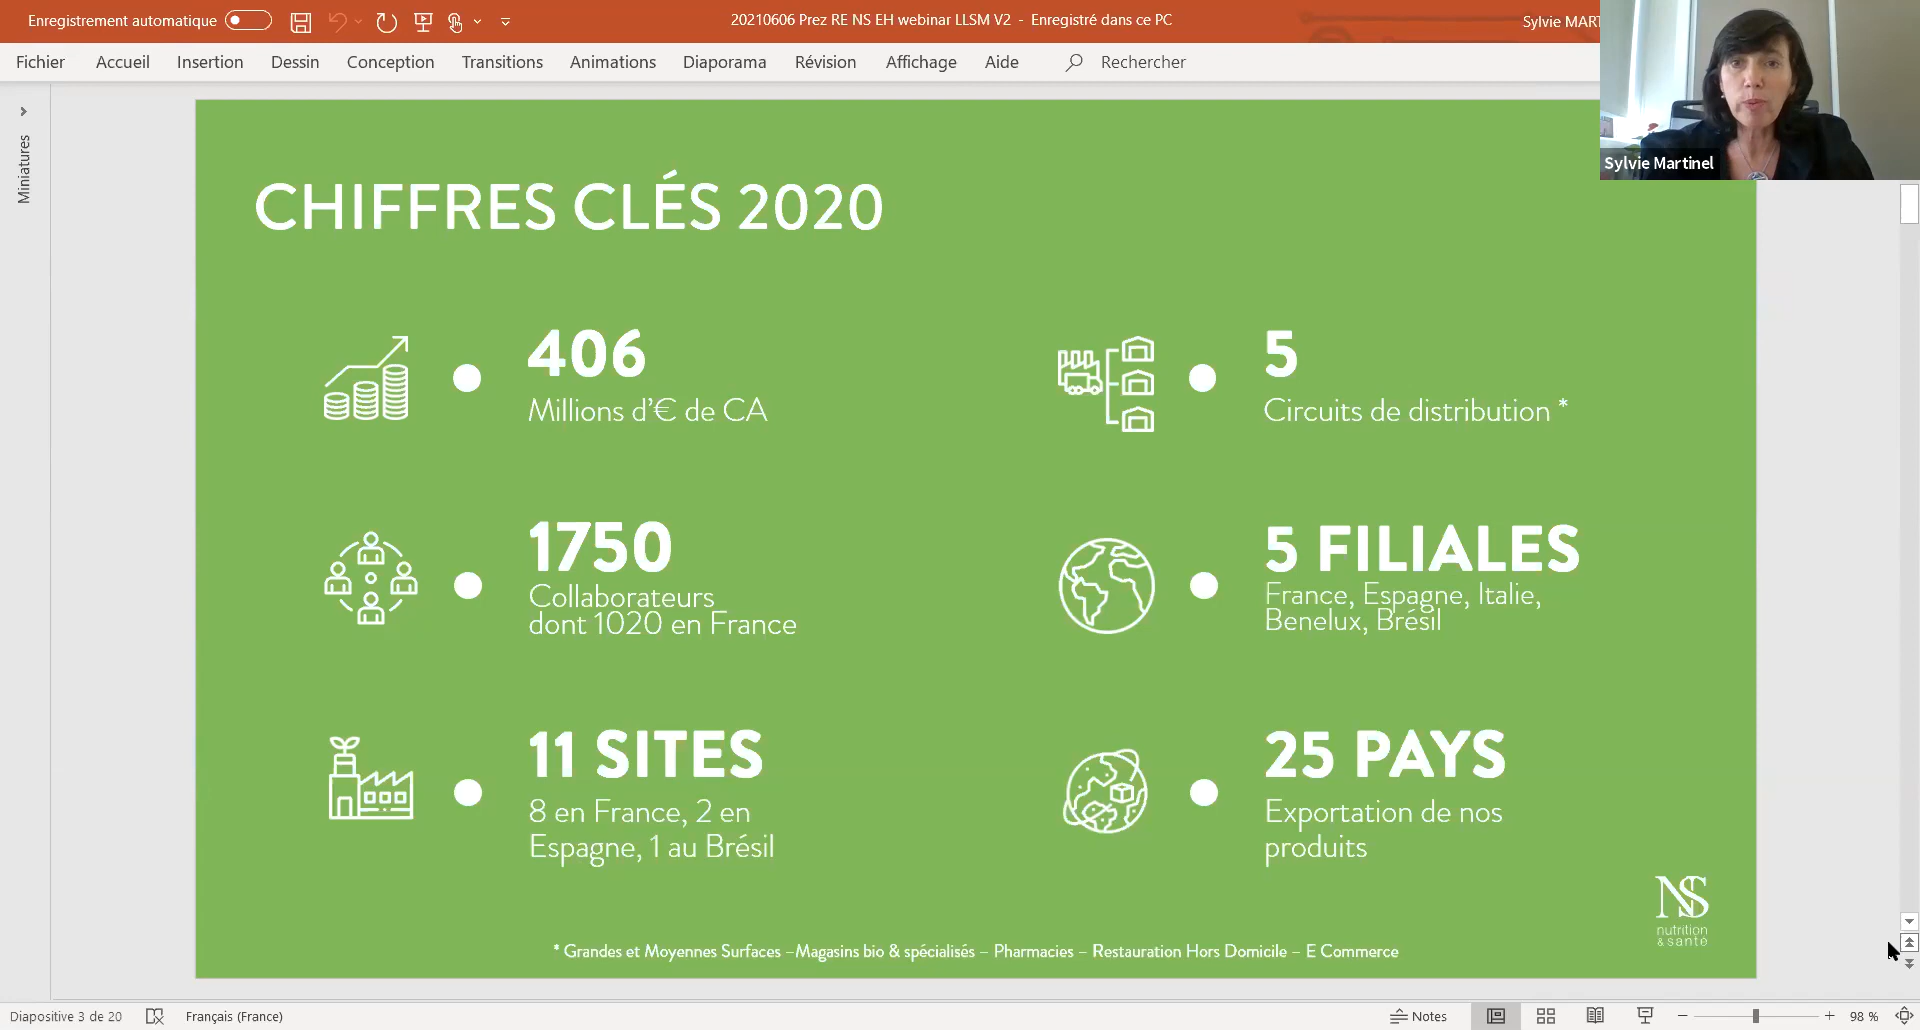 Enregistrement automatique
20210606 Prez RE NS EH webinar LLSM V2 - Enregistré dans ce PC
Sylvie MART
Fichier Accueil Insertion Dessin Conception Transitions Animations Diaporama Révision Affichage Aide Rechercher
Sylvie Martinel
Miniatures
CHIFFRES CLÉS 2020
406
Millions d'€ de CA
5
Circuits de distribution *
1750
Collaborateurs
dont 1020 en France
5 FILIALES
France, Espagne, Italie,
Benelux, Brésil
11 SITES
8 en France, 2 en
Espagne, 1 au Brésil
25 PAYS
Exportation de nos
produits
NS
nutrition
& santé
* Grandes et Moyennes Surfaces –Magasins bio & spécialisés – Pharmacies – Restauration Hors Domicile – E Commerce
Diapositive 3 de 20 Français (France) Notes 98 %